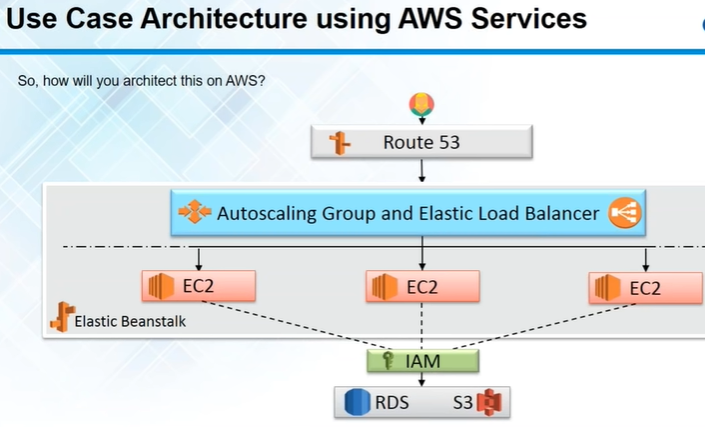 Use Case Architecture using AWS Services
So, how will you architect this on AWS?
Route 53
Autoscaling Group and Elastic Load Balancer
EC2
EC2
EC2
Elastic Beanstalk
IAM
RDS
S3